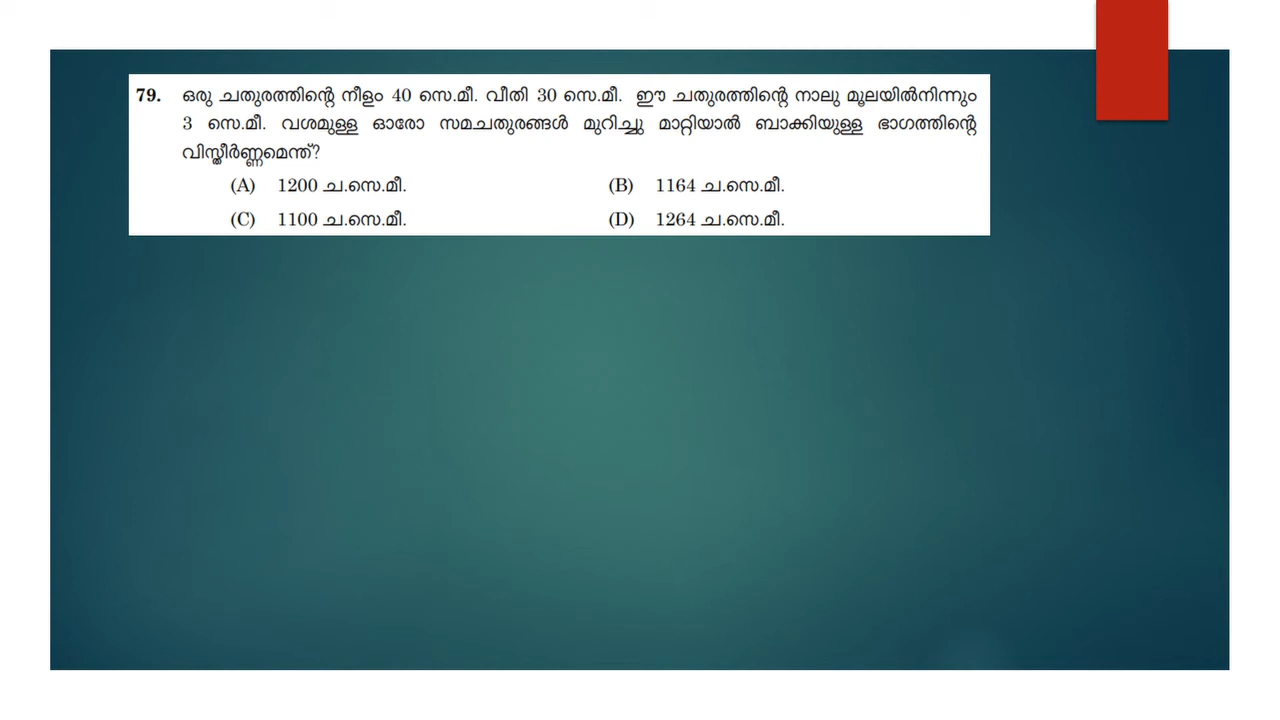 79. ഒരു ചതുരത്തിന്റെ നീളം 40 സെ.മീ. വീതി 30 സെ.മീ. ഈ ചതുരത്തിന്റെ നാലു മൂലയിൽനിന്നും
3 സെ.മീ. വശമുള്ള ഓരോ സമചതുരങ്ങൾ മുറിച്ചു മാറ്റിയാൽ ബാക്കിയുള്ള ഭാഗത്തിന്റെ
വിസ്തീർണ്ണമെന്ത്?
(A) 1200 ച.സെ.മീ. (B) 1164 ച.സെ.മീ.
(C) 1100 ച.സെ.മീ. (D) 1264 ച.സെ.മീ.